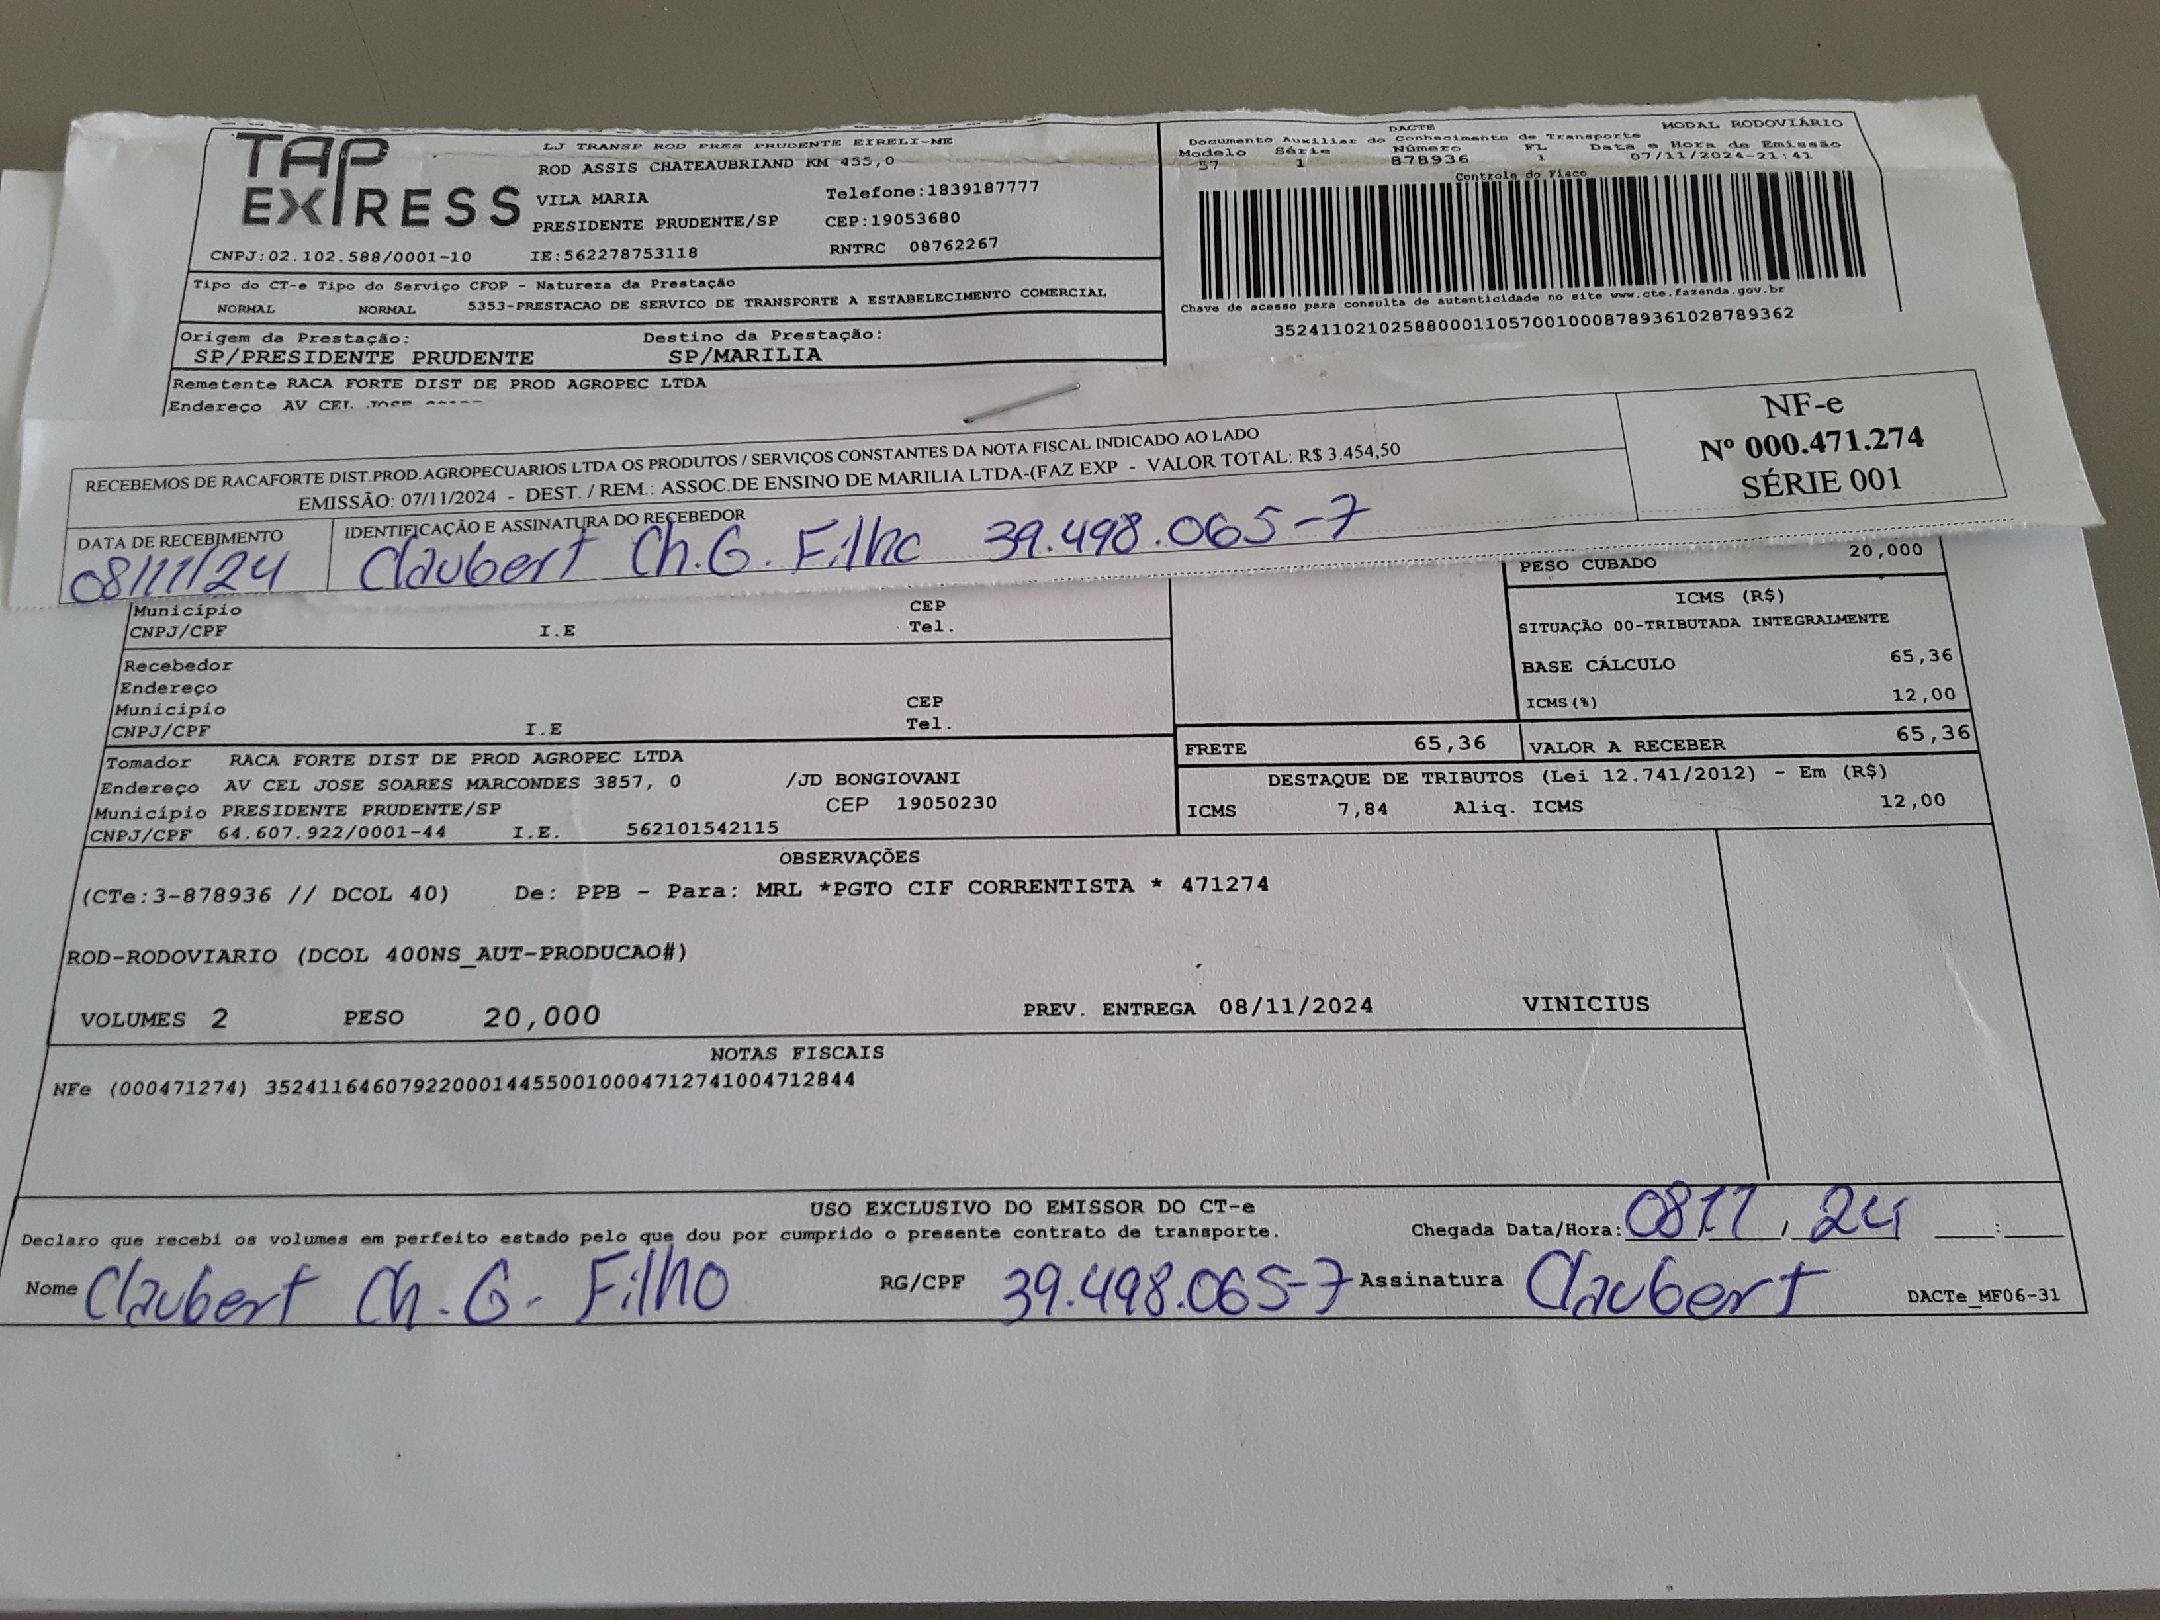 TAP EXPRESS
LJ TRANSP ROD PRES PRUDENTE EIRELI-ME
ROD ASSIS CHATEAUBRIAND KM 455,0
VILA MARIA Telefone:1839187777
PRESIDENTE PRUDENTE/SP CEP:19053680
CNPJ:02.102.588/0001-10 IE:562278753118 RNTRC 08762267
DACTE MODAL RODOVIÁRIO
Documento Auxiliar do Conhecimento de Transporte
Modelo Série Número FL Data e Hora de Emissão
57 1 878936 1 07/11/2024-21:41
Controle do Fisco
Chave de acesso para consulta de autenticidade no site www.cte.fazenda.gov.br
35241102102588000110570010008789361028789362
Tipo do CT-e Tipo do Serviço CFOP - Natureza da Prestação
NORMAL NORMAL 5353-PRESTACAO DE SERVICO DE TRANSPORTE A ESTABELECIMENTO COMERCIAL
Origem da Prestação: Destino da Prestação:
SP/PRESIDENTE PRUDENTE SP/MARILIA
Remetente RACA FORTE DIST DE PROD AGROPEC LTDA
Endereço AV CEL JOSE
RECEBEMOS DE RACAFORTE DIST.PROD.AGROPECUARIOS LTDA OS PRODUTOS / SERVIÇOS CONSTANTES DA NOTA FISCAL INDICADO AO LADO
EMISSÃO: 07/11/2024 - DEST. / REM.: ASSOC.DE ENSINO DE MARILIA LTDA-(FAZ EXP - VALOR TOTAL: R$ 3.454,50
NF-e
Nº 000.471.274
SÉRIE 001
DATA DE RECEBIMENTO IDENTIFICAÇÃO E ASSINATURA DO RECEBEDOR
08/11/24 Claubert Ch.G. Filho 39.498.065-7
PESO CUBADO 20,000
Município CEP
CNPJ/CPF I.E Tel.
ICMS (R$)
SITUAÇÃO 00-TRIBUTADA INTEGRALMENTE
BASE CÁLCULO 65,36
ICMS(%) 12,00
Recebedor
Endereço
Municipio CEP
CNPJ/CPF I.E Tel.
FRETE 65,36 VALOR A RECEBER 65,36
Tomador RACA FORTE DIST DE PROD AGROPEC LTDA
Endereço AV CEL JOSE SOARES MARCONDES 3857, 0 /JD BONGIOVANI
Município PRESIDENTE PRUDENTE/SP CEP 19050230
CNPJ/CPF 64.607.922/0001-44 I.E. 562101542115
DESTAQUE DE TRIBUTOS (Lei 12.741/2012) - Em (R$)
ICMS 7,84 Aliq. ICMS 12,00
OBSERVAÇÕES
(CTe:3-878936 // DCOL 40) De: PPB - Para: MRL *PGTO CIF CORRENTISTA * 471274
ROD-RODOVIARIO (DCOL 400NS_AUT-PRODUCAO#)
VOLUMES 2 PESO 20,000 PREV. ENTREGA 08/11/2024 VINICIUS
NOTAS FISCAIS
NFe (000471274) 35241164607922000144550010004712741004712844
USO EXCLUSIVO DO EMISSOR DO CT-e
Declaro que recebi os volumes em perfeito estado pelo que dou por cumprido o presente contrato de transporte. Chegada Data/Hora: 08 11, 24 :
Nome Claubert Ch.G. Filho RG/CPF 39.498.065-7 Assinatura Claubert DACTe_MF06-31